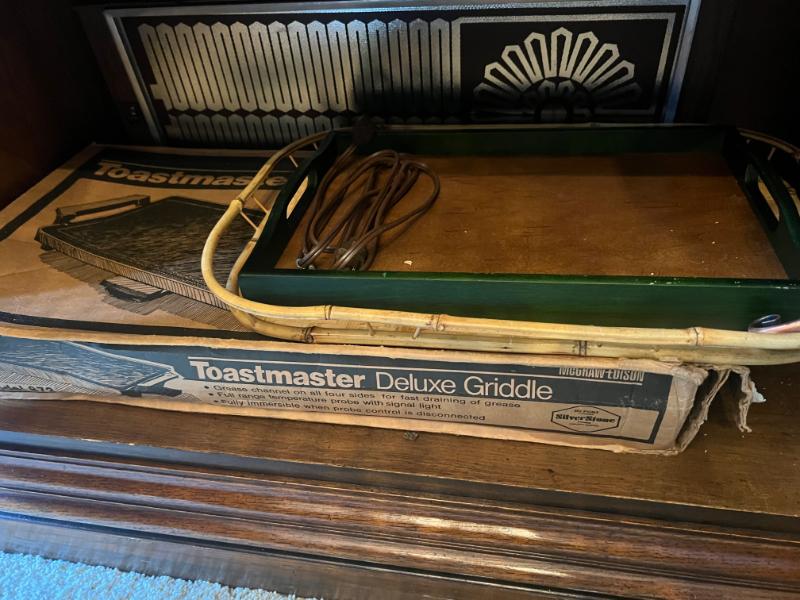 Toastmaster
McGRAW-EDISON
Toastmaster Deluxe Griddle
• Grease channel on all four sides for fast draining of grease
• Full range temperature probe with signal light
• Fully immersible when probe control is disconnected
SilverStone